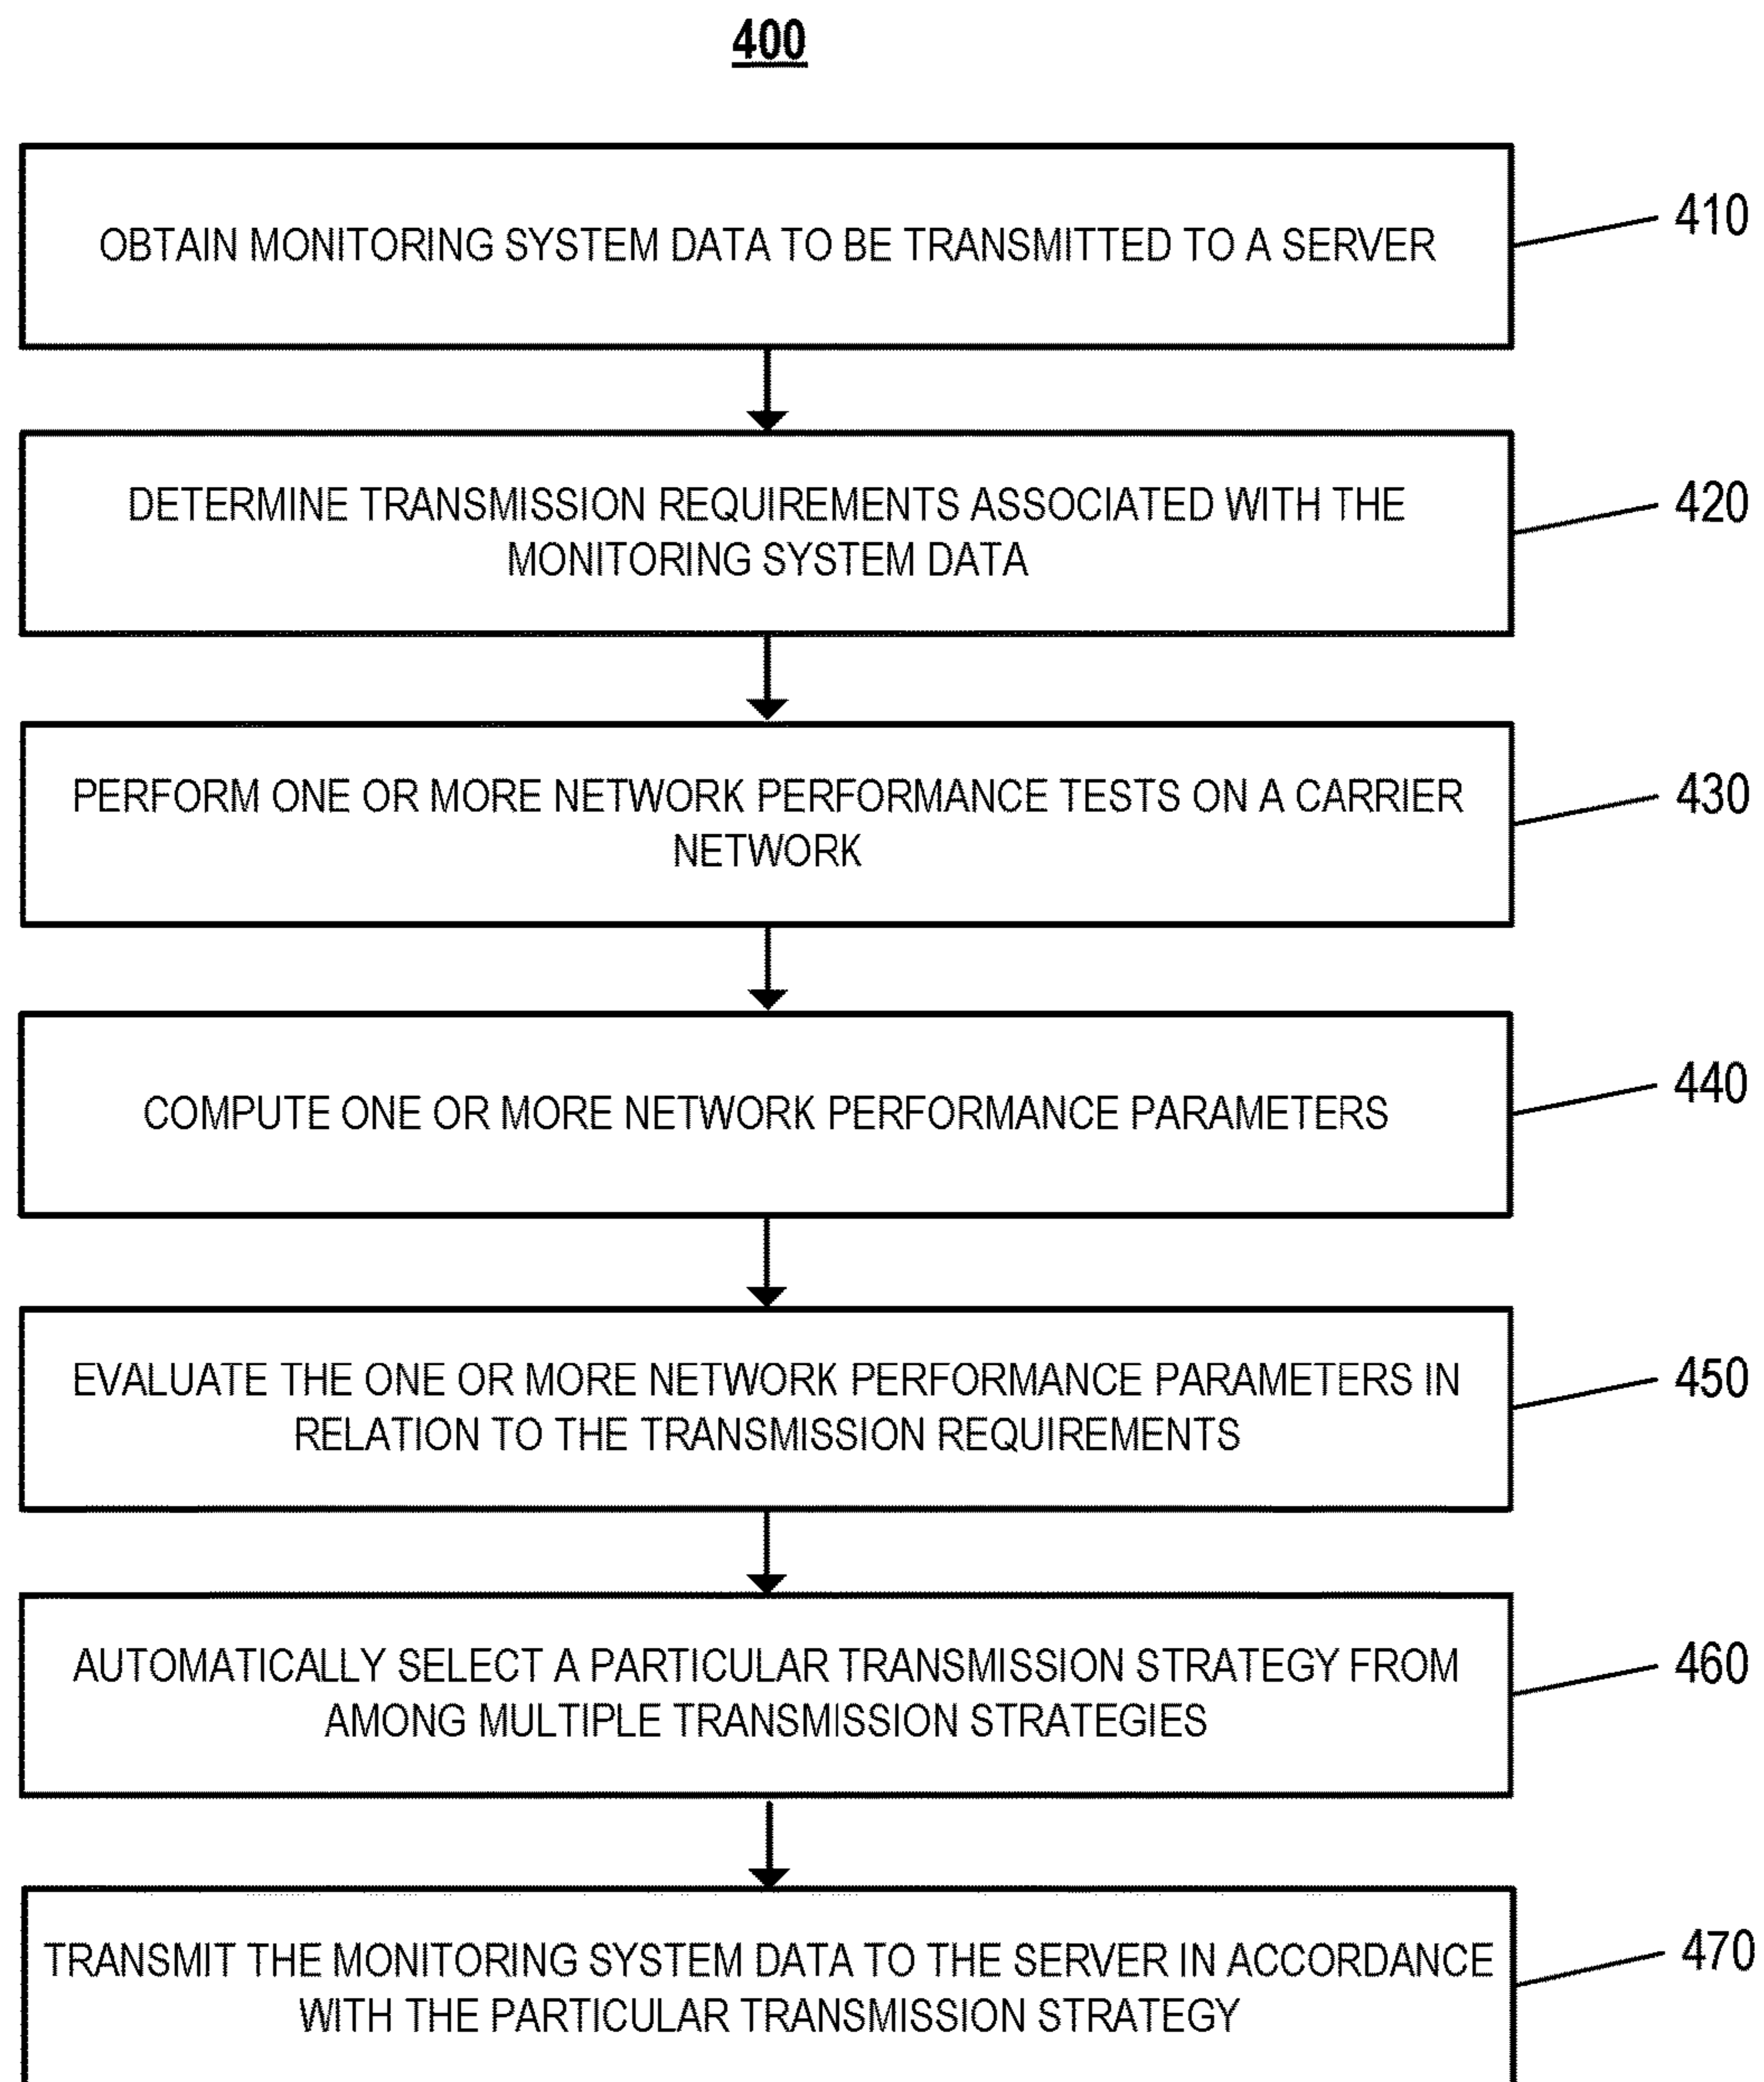 400
OBTAIN MONITORING SYSTEM DATA TO BE TRANSMITTED TO A SERVER
410
DETERMINE TRANSMISSION REQUIREMENTS ASSOCIATED WITH THE
MONITORING SYSTEM DATA
420
PERFORM ONE OR MORE NETWORK PERFORMANCE TESTS ON A CARRIER
NETWORK
430
COMPUTE ONE OR MORE NETWORK PERFORMANCE PARAMETERS
440
EVALUATE THE ONE OR MORE NETWORK PERFORMANCE PARAMETERS IN
RELATION TO THE TRANSMISSION REQUIREMENTS
450
AUTOMATICALLY SELECT A PARTICULAR TRANSMISSION STRATEGY FROM
AMONG MULTIPLE TRANSMISSION STRATEGIES
460
TRANSMIT THE MONITORING SYSTEM DATA TO THE SERVER IN ACCORDANCE
WITH THE PARTICULAR TRANSMISSION STRATEGY
470